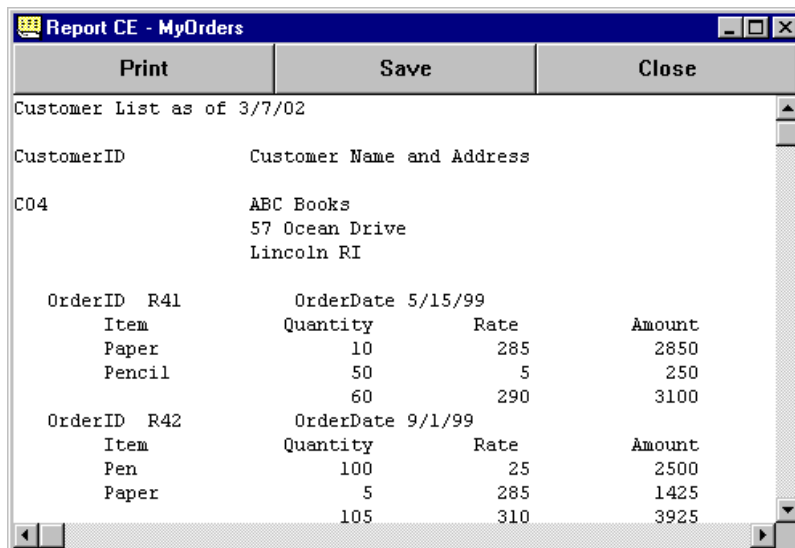 Report CE - MyOrders
Print Save Close
Customer List as of 3/7/02
CustomerID Customer Name and Address
C04 ABC Books
57 Ocean Drive
Lincoln RI
OrderID R41 OrderDate 5/15/99
Item Quantity Rate Amount
Paper 10 285 2850
Pencil 50 5 250
60 290 3100
OrderID R42 OrderDate 9/1/99
Item Quantity Rate Amount
Pen 100 25 2500
Paper 5 285 1425
105 310 3925